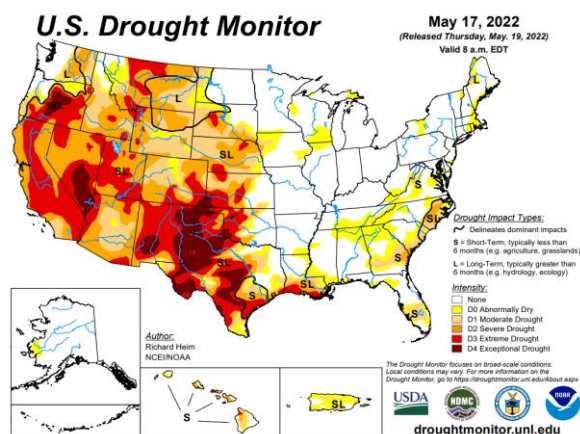 U.S. Drought Monitor
May 17, 2022
(Released Thursday, May. 19, 2022)
Valid 8 a.m. EDT
L
L
L
SL
SL
SL
S
SL
S
SL
SL
S
SL
S
Drought Impact Types:
Delineates dominant impacts
S = Short-Term, typically less than
6 months (e.g. agriculture, grasslands)
L = Long-Term, typically greater than
6 months (e.g. hydrology, ecology)
Intensity:
None
D0 Abnormally Dry
D1 Moderate Drought
D2 Severe Drought
D3 Extreme Drought
D4 Exceptional Drought
Author:
Richard Heim
NCEI/NOAA
S
SL
The Drought Monitor focuses on broad-scale conditions.
Local conditions may vary. For more information on the
Drought Monitor, go to https://droughtmonitor.unl.edu/About.aspx
USDA
NDMC
NOAA
droughtmonitor.unl.edu